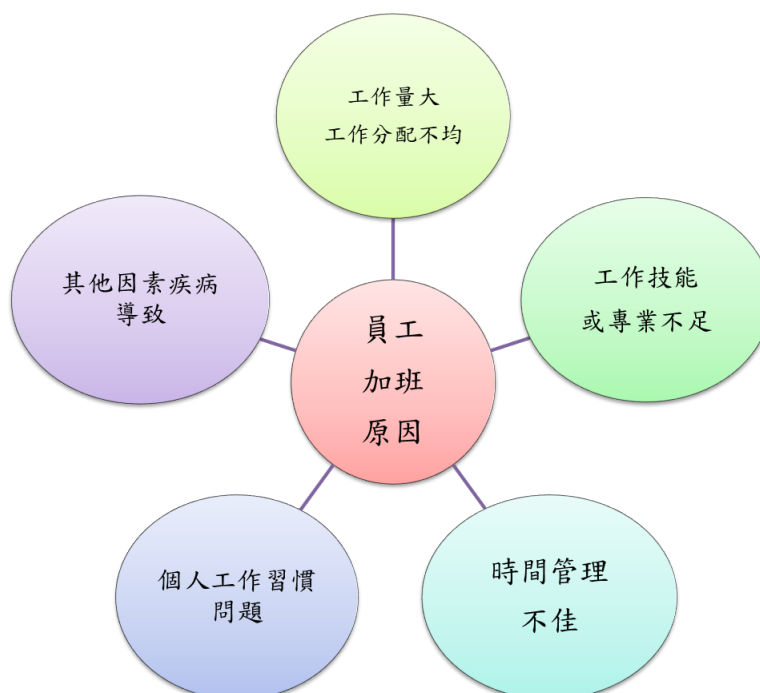 工作量大
工作分配不均
其他因素疾病
導致
工作技能
或專業不足
員工
加班
原因
個人工作習慣
問題
時間管理
不佳